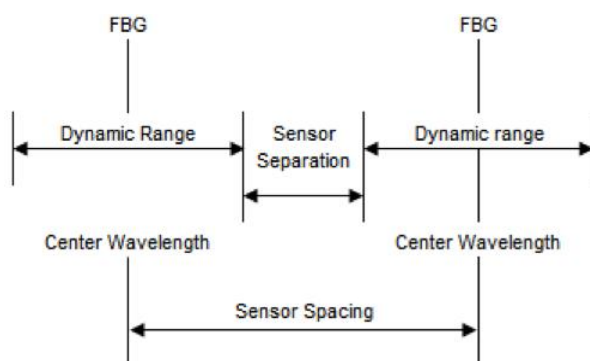 FBG
FBG
Dynamic Range
Sensor
Separation
Dynamic range
Center Wavelength
Center Wavelength
Sensor Spacing